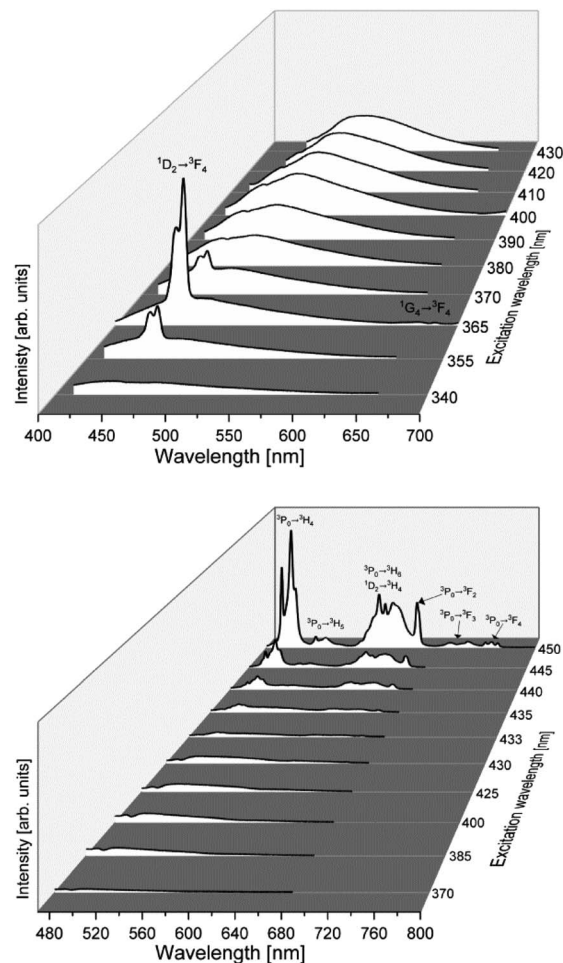 ¹D₂→³F₄
430
420
410
400
390
380
370
¹G₄→³F₄
365
355
340
Intenisty [arb. units]
Excitation wavelength [nm]
400 450 500 550 600 650 700
Wavelength [nm]
³P₀→³H₄
³P₀→³H₅
³P₀→³H₆
¹D₂→³H₄
³P₀→³F₂
³P₀→³F₃
³P₀→³F₄
450
445
440
435
433
430
425
400
385
370
Intensity [arb. units]
Excitation wavelength [nm]
480 520 560 600 640 680 720 760 800
Wavelength [nm]